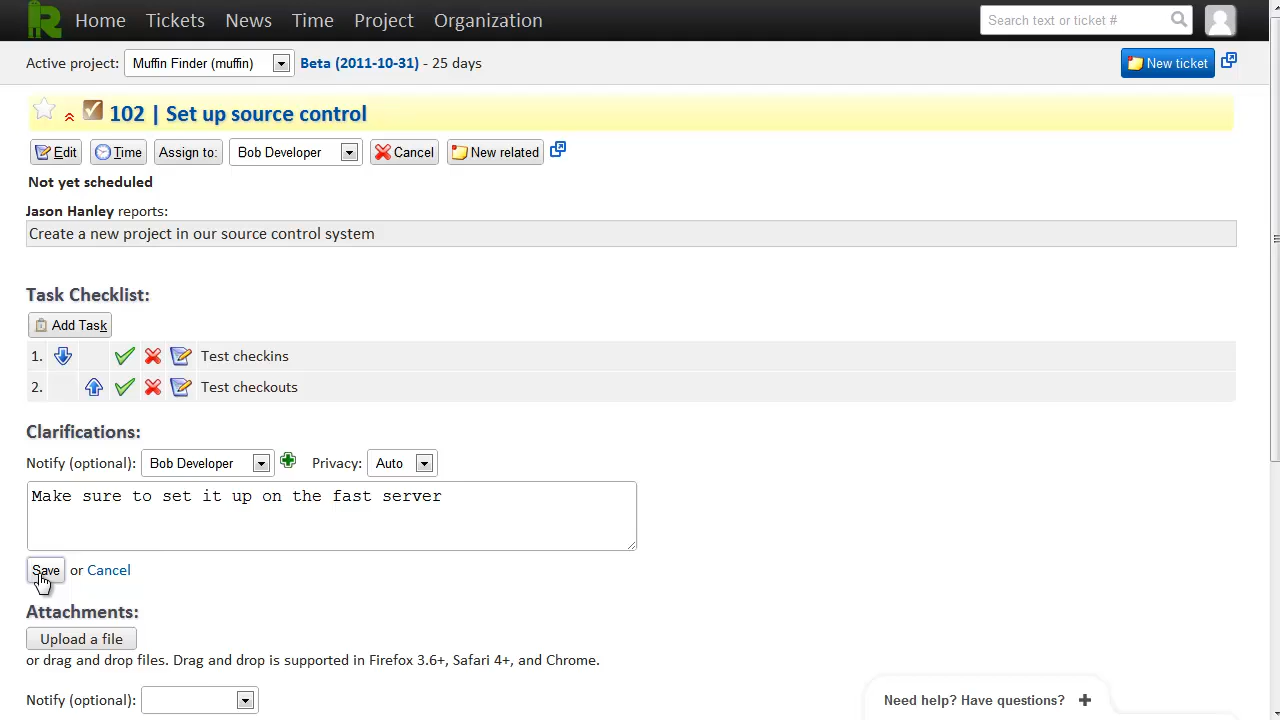 Home Tickets News Time Project Organization Search text or ticket #
Active project: Muffin Finder (muffin) Beta (2011-10-31) - 25 days New ticket
102 | Set up source control
Edit Time Assign to: Bob Developer Cancel New related
Not yet scheduled
Jason Hanley reports:
Create a new project in our source control system
Task Checklist:
Add Task
1. Test checkins
2. Test checkouts
Clarifications:
Notify (optional): Bob Developer Privacy: Auto
Make sure to set it up on the fast server
Save or Cancel
Attachments:
Upload a file
or drag and drop files. Drag and drop is supported in Firefox 3.6+, Safari 4+, and Chrome.
Notify (optional):
Need help? Have questions? +